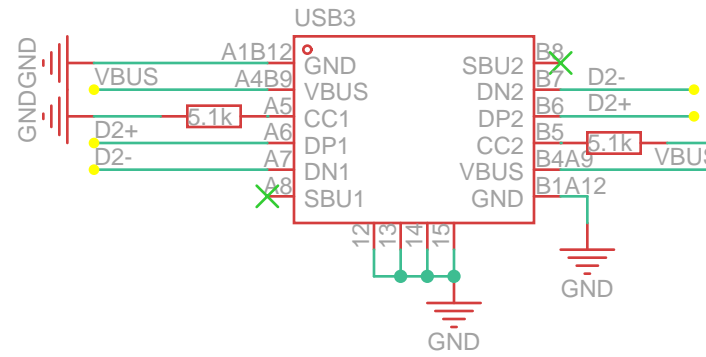 USB3
A1B12
GND
SBU2
B8
VBUS
A4B9
VBUS
DN2
B7
D2-
GND
GND
5.1k
A5
CC1
DP2
B6
D2+
D2+
A6
DP1
CC2
B5
5.1k
D2-
A7
DN1
VBUS
B4A9
VBUS
A8
SBU1
GND
B1A12
12
13
14
15
GND
GND